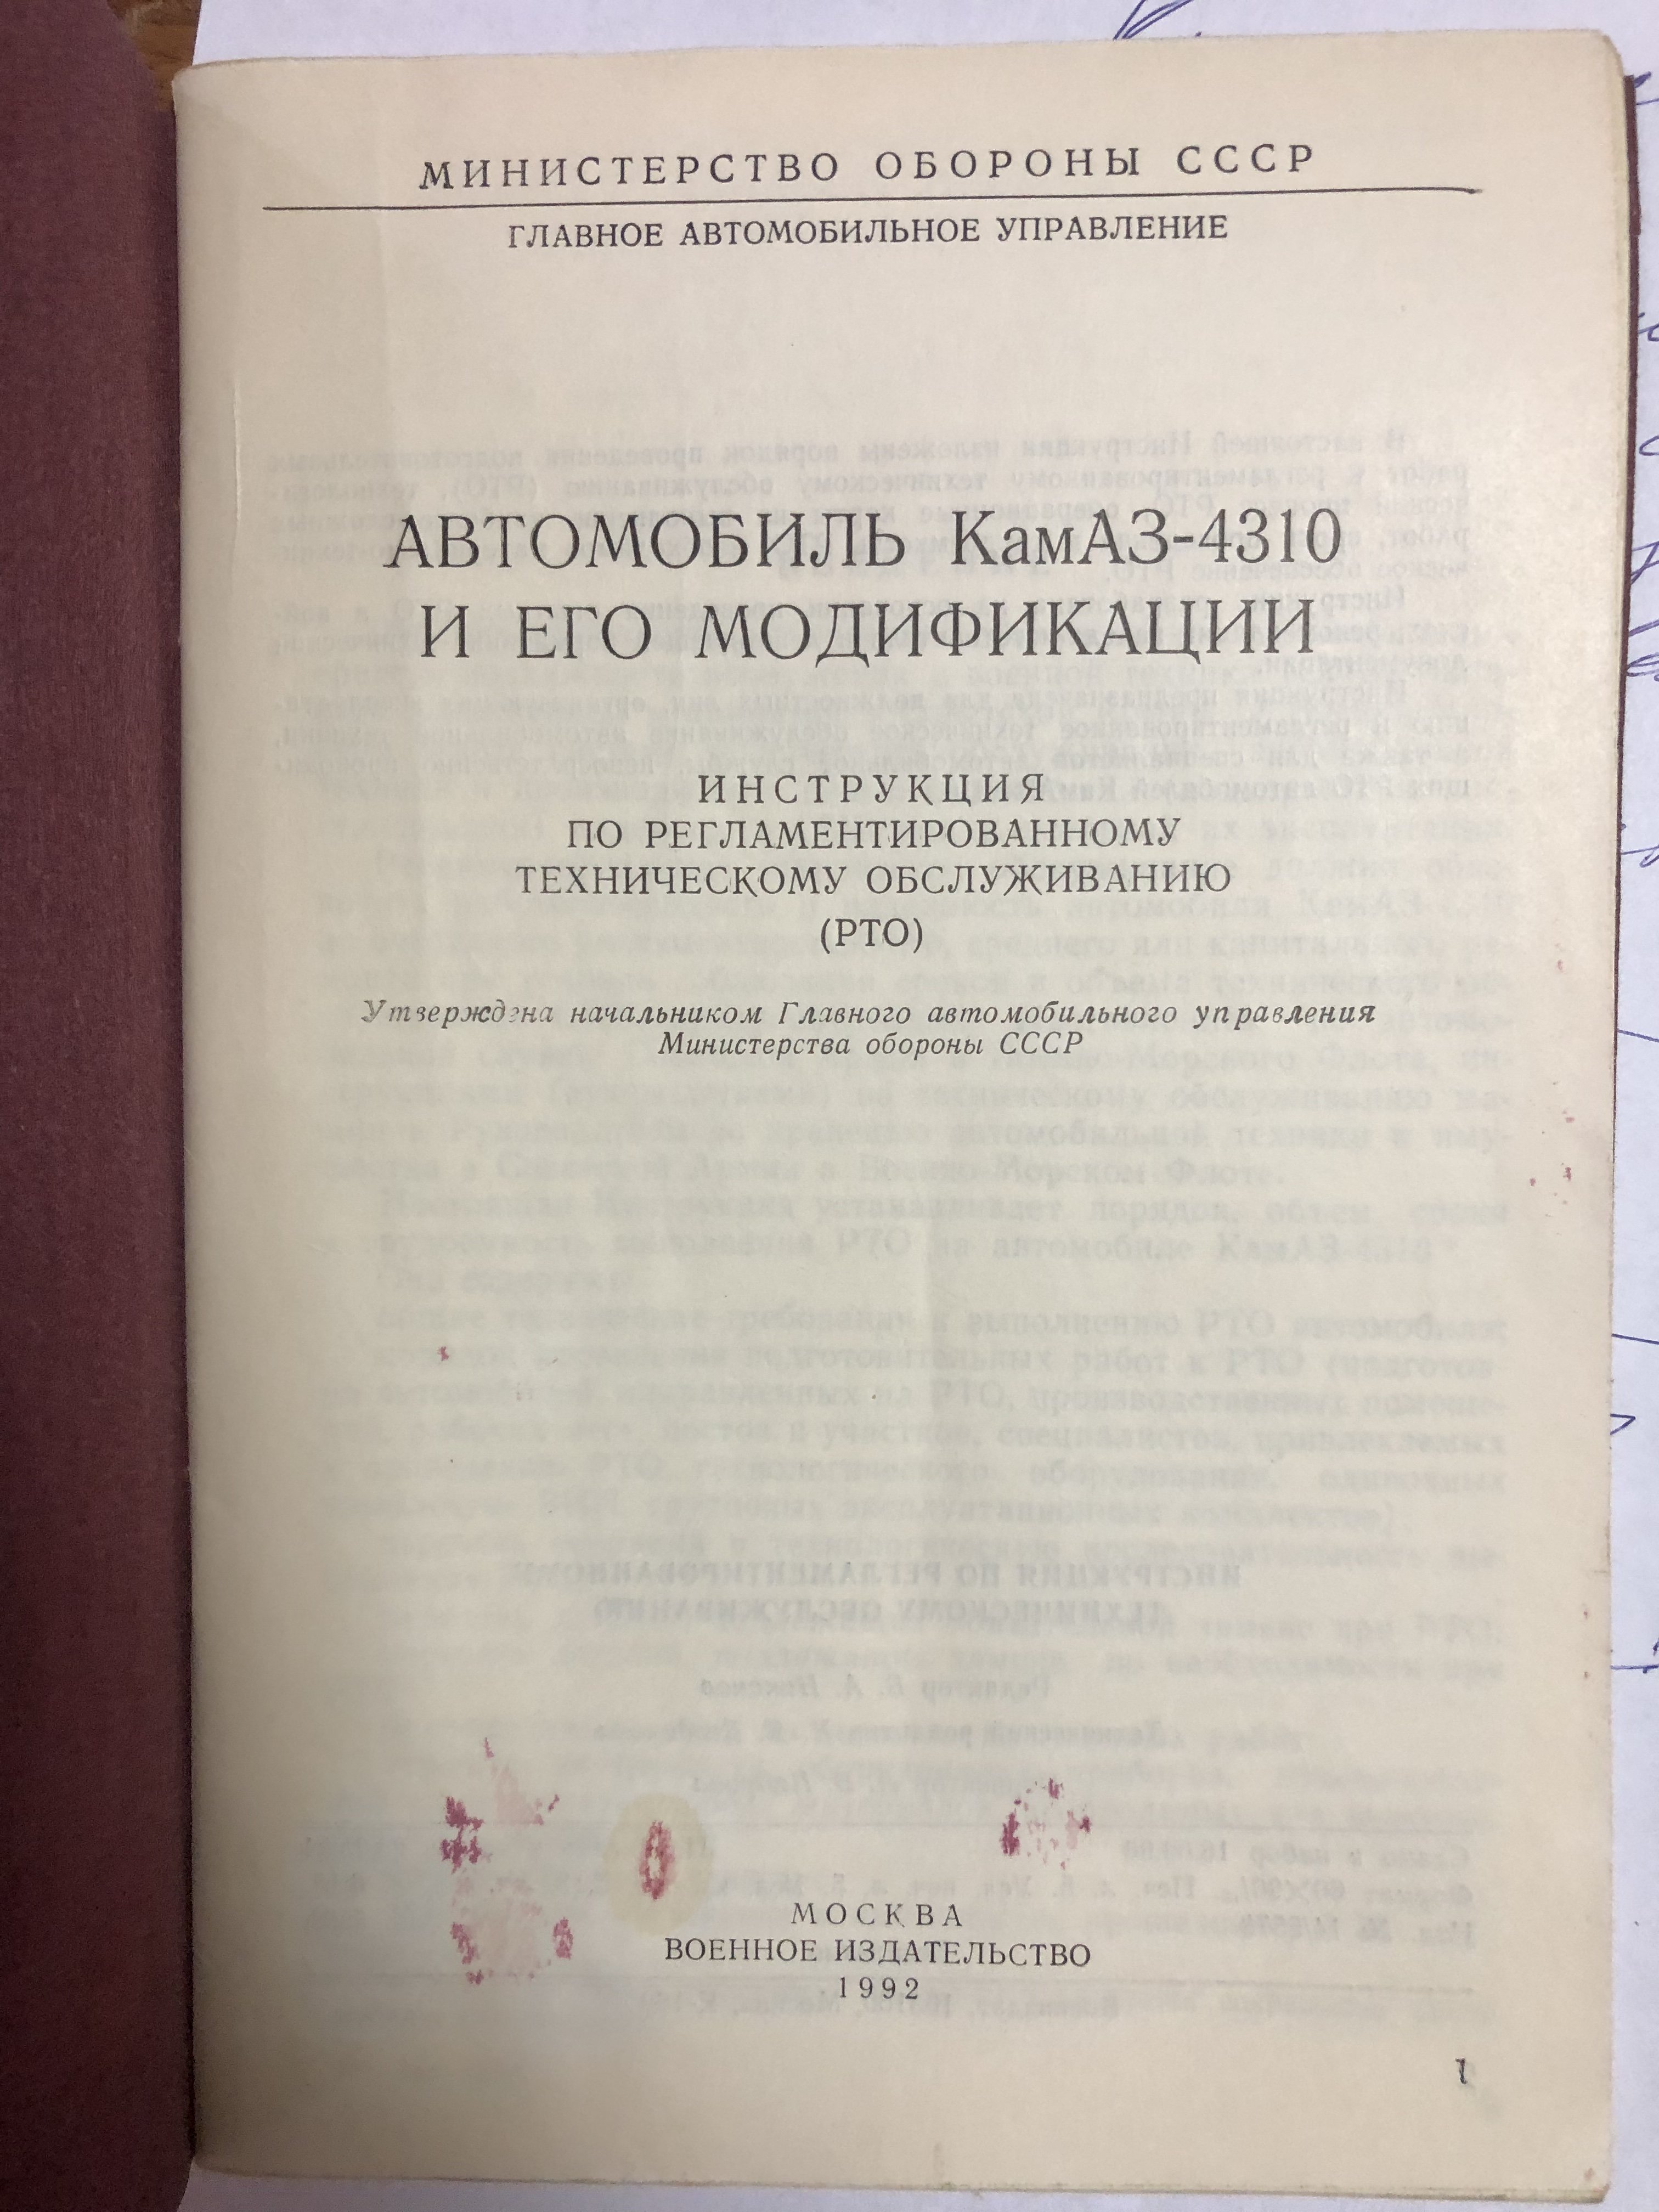 МИНИСТЕРСТВО ОБОРОНЫ СССР
ГЛАВНОЕ АВТОМОБИЛЬНОЕ УПРАВЛЕНИЕ
АВТОМОБИЛЬ КамАЗ-4310
И ЕГО МОДИФИКАЦИИ
ИНСТРУКЦИЯ
ПО РЕГЛАМЕНТИРОВАННОМУ
ТЕХНИЧЕСКОМУ ОБСЛУЖИВАНИЮ
(РТО)
Утверждена начальником Главного автомобильного управления
Министерства обороны СССР
МОСКВА
ВОЕННОЕ ИЗДАТЕЛЬСТВО
1992
1